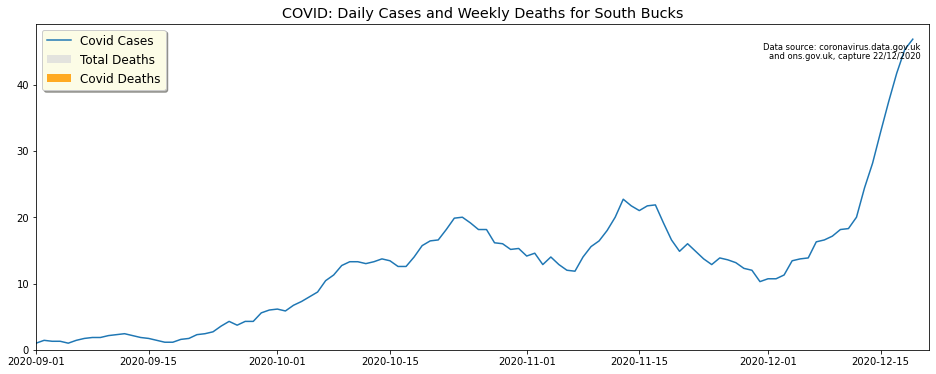 COVID: Daily Cases and Weekly Deaths for South Bucks
Covid Cases
Total Deaths
Covid Deaths
Data source: coronavirus.data.gov.uk
and ons.gov.uk, capture 22/12/2020
40
30
20
10
0
2020-09-01 2020-09-15 2020-10-01 2020-10-15 2020-11-01 2020-11-15 2020-12-01 2020-12-15